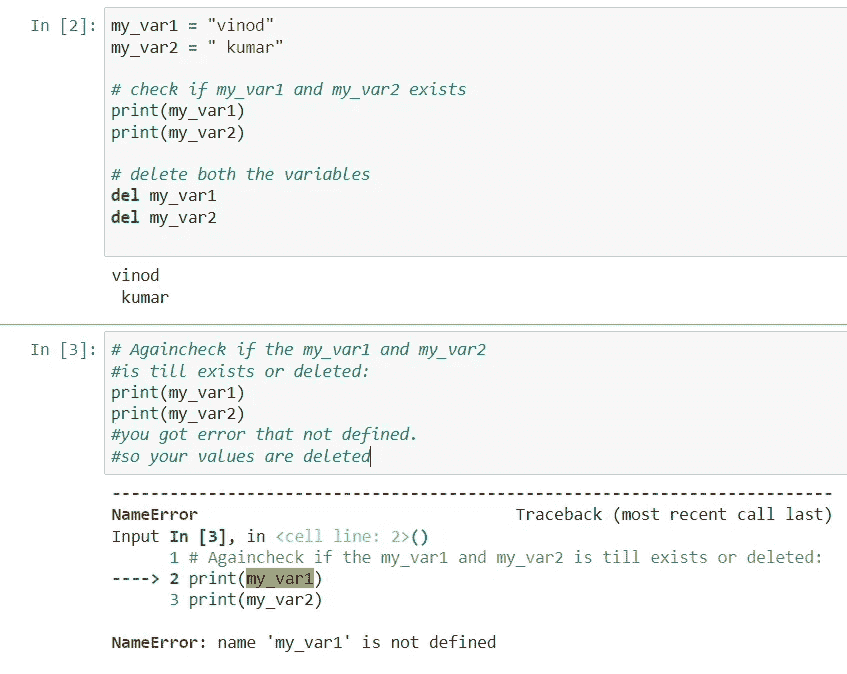 In [2]: my_var1 = "vinod"
my_var2 = " kumar"
# check if my_var1 and my_var2 exists
print(my_var1)
print(my_var2)
# delete both the variables
del my_var1
del my_var2
vinod
kumar
In [3]: # Againcheck if the my_var1 and my_var2
#is till exists or deleted:
print(my_var1)
print(my_var2)
#you got error that not defined.
#so your values are deleted
---------------------------------------------------------------------------
NameError Traceback (most recent call last)
Input In [3], in <cell line: 2>()
1 # Againcheck if the my_var1 and my_var2 is till exists or deleted:
----> 2 print(my_var1)
3 print(my_var2)
NameError: name 'my_var1' is not defined